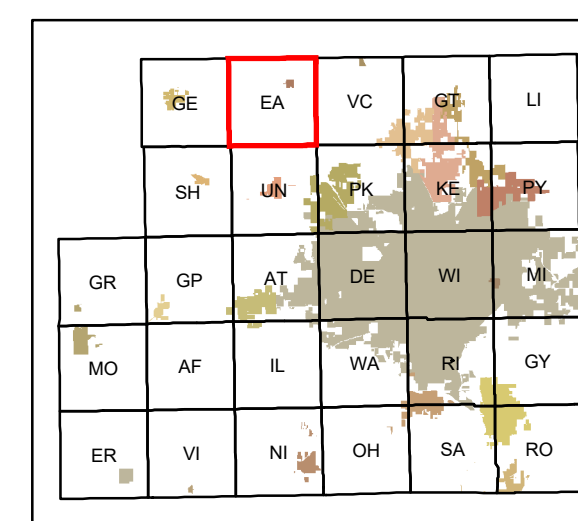 GE EA VC GT LI
SH UN PK KE PY
GR GP AT DE WI MI
MO AF IL WA RI GY
ER VI NI OH SA RO